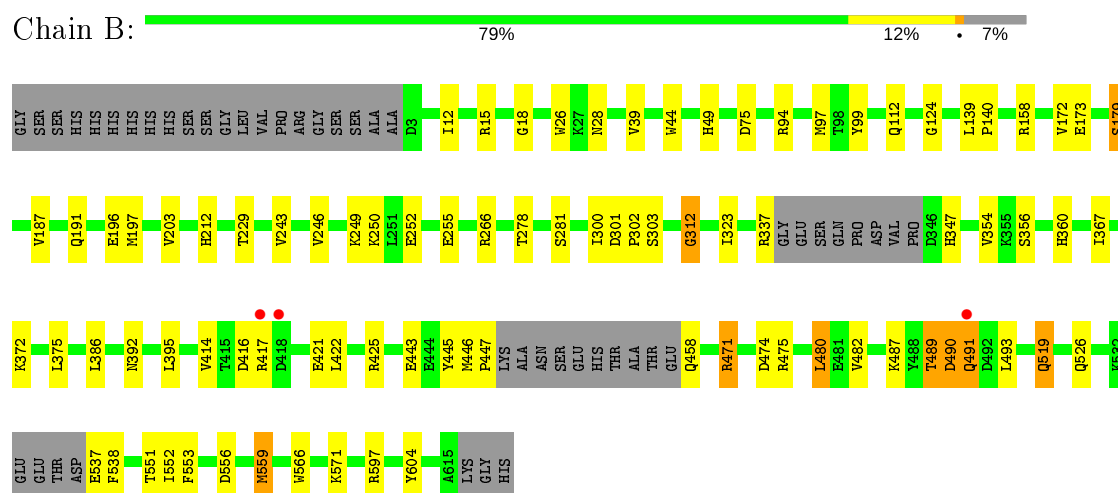 Chain B:
79% 12% • 7%
GLY SER SER HIS HIS HIS HIS HIS HIS SER SER GLY LEU VAL PRO ARG GLY SER SER ALA ALA D3 I12 R15 G18 W26 K27 N28 V39 W44 H49 D75 R94 M97 T98 Y99 Q112 G124 L139 P140 R158 V172 E173 S179
V187 Q191 E196 M197 V203 H212 T229 V243 V246 K249 K250 L251 E252 E255 R266 T278 S281 I300 D301 P302 S303 G312 I323 R337 GLY GLU SER GLN PRO ASP VAL PRO D346 H347 V354 K355 S356 H360 I367
K372 L375 L386 N392 L395 V414 T415 D416 R417 D418 E421 L422 R425 E443 E444 Y445 M446 P447 LYS ALA ASN SER GLU HIS THR ALA THR GLU Q458 R471 D474 R475 L480 E481 V482 K487 Y488 T489 D490 Q491 D492 L493 Q519 Q526 K532
GLU GLU THR ASP E537 F538 T551 I552 F553 D556 M559 W566 K571 R597 Y604 A615 LYS GLY HIS